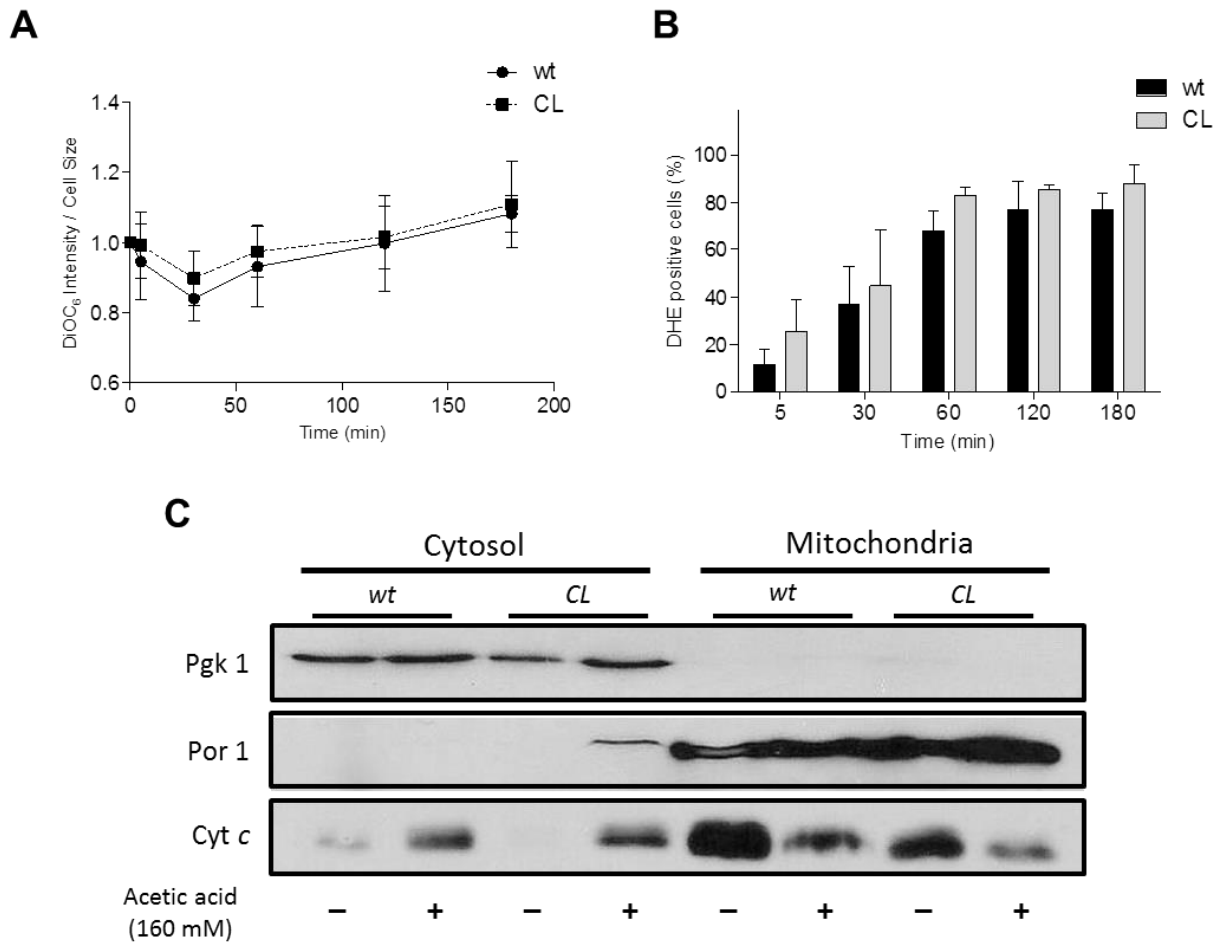 A
wt
CL
1.4
1.2
1.0
0.8
0.6
DiOC6 Intensity / Cell Size
0 50 100 150 200
Time (min)
B
wt
CL
100
80
60
40
20
0
DHE positive cells (%)
5 30 60 120 180
Time (min)
C
Cytosol Mitochondria
wt CL wt CL
Pgk 1
Por 1
Cyt c
Acetic acid
(160 mM) – + – + – + – +